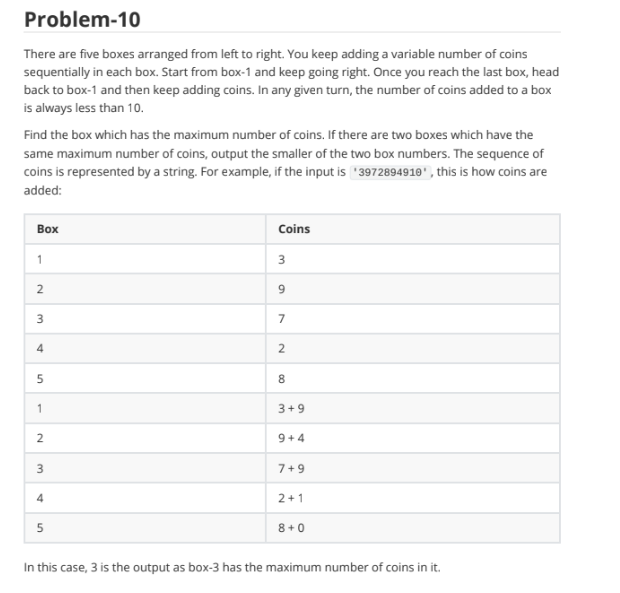 Problem-10
There are five boxes arranged from left to right. You keep adding a variable number of coins
sequentially in each box. Start from box-1 and keep going right. Once you reach the last box, head
back to box-1 and then keep adding coins. In any given turn, the number of coins added to a box
is always less than 10.
Find the box which has the maximum number of coins. If there are two boxes which have the
same maximum number of coins, output the smaller of the two box numbers. The sequence of
coins is represented by a string. For example, if the input is '3972894910', this is how coins are
added:
Box Coins
1 3
2 9
3 7
4 2
5 8
1 3 + 9
2 9 + 4
3 7 + 9
4 2 + 1
5 8 + 0
In this case, 3 is the output as box-3 has the maximum number of coins in it.